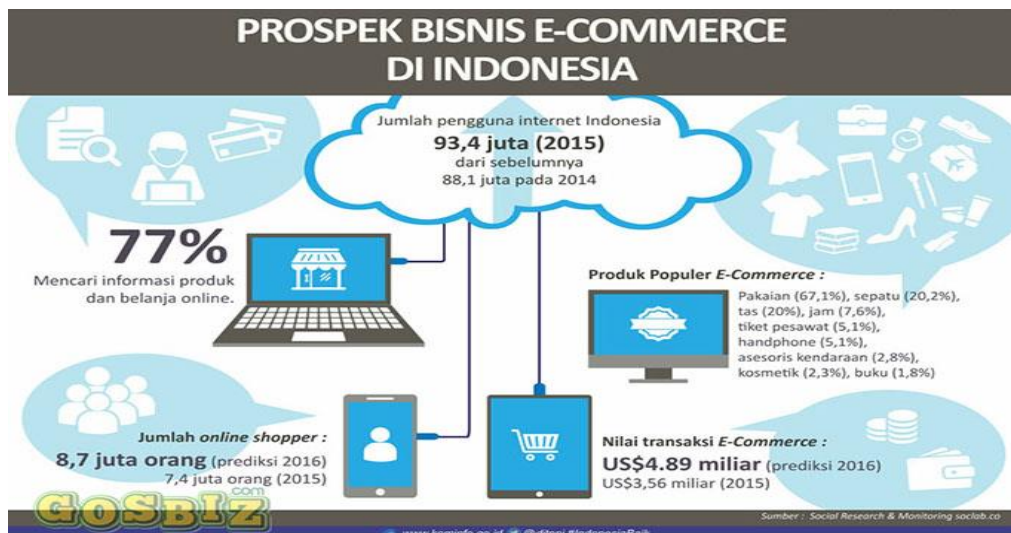 PROSPEK BISNIS E-COMMERCE
DI INDONESIA
Jumlah pengguna internet Indonesia
93,4 juta (2015)
dari sebelumnya
88,1 juta pada 2014
77%
Mencari informasi produk
dan belanja online.
Produk Populer E-Commerce :
Pakaian (67,1%), sepatu (20,2%),
tas (20%), jam (7,6%),
tiket pesawat (5,1%),
handphone (5,1%),
asesoris kendaraan (2,8%),
kosmetik (2,3%), buku (1,8%)
Jumlah online shopper :
8,7 juta orang (prediksi 2016)
7,4 juta orang (2015)
Nilai transaksi E-Commerce :
US$4.89 miliar (prediksi 2016)
US$3,56 miliar (2015)
GOSBIZ
.com
Sumber : Social Research & Monitoring soclab.co